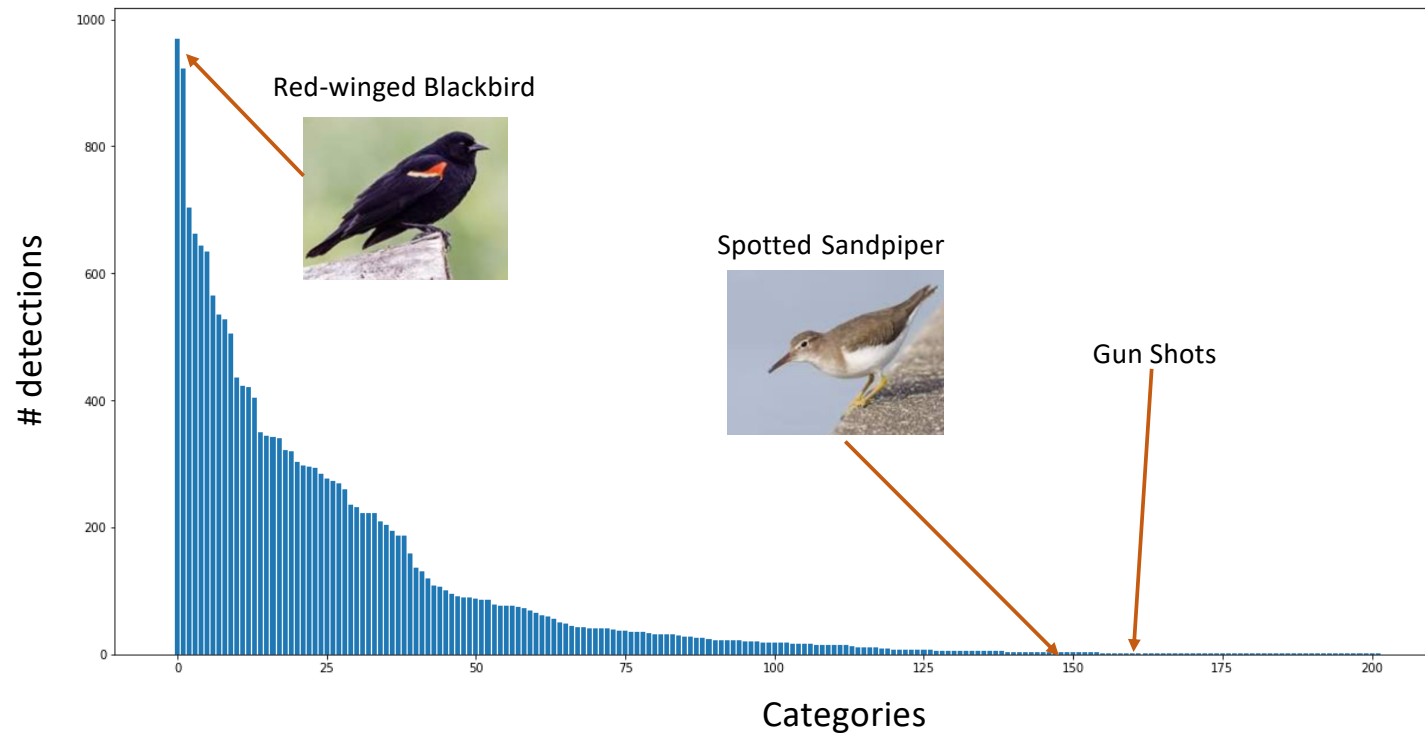 1000
Red-winged Blackbird
800
Spotted Sandpiper
600
Gun Shots
# detections
400
200
0
0 25 50 75 100 125 150 175 200
Categories